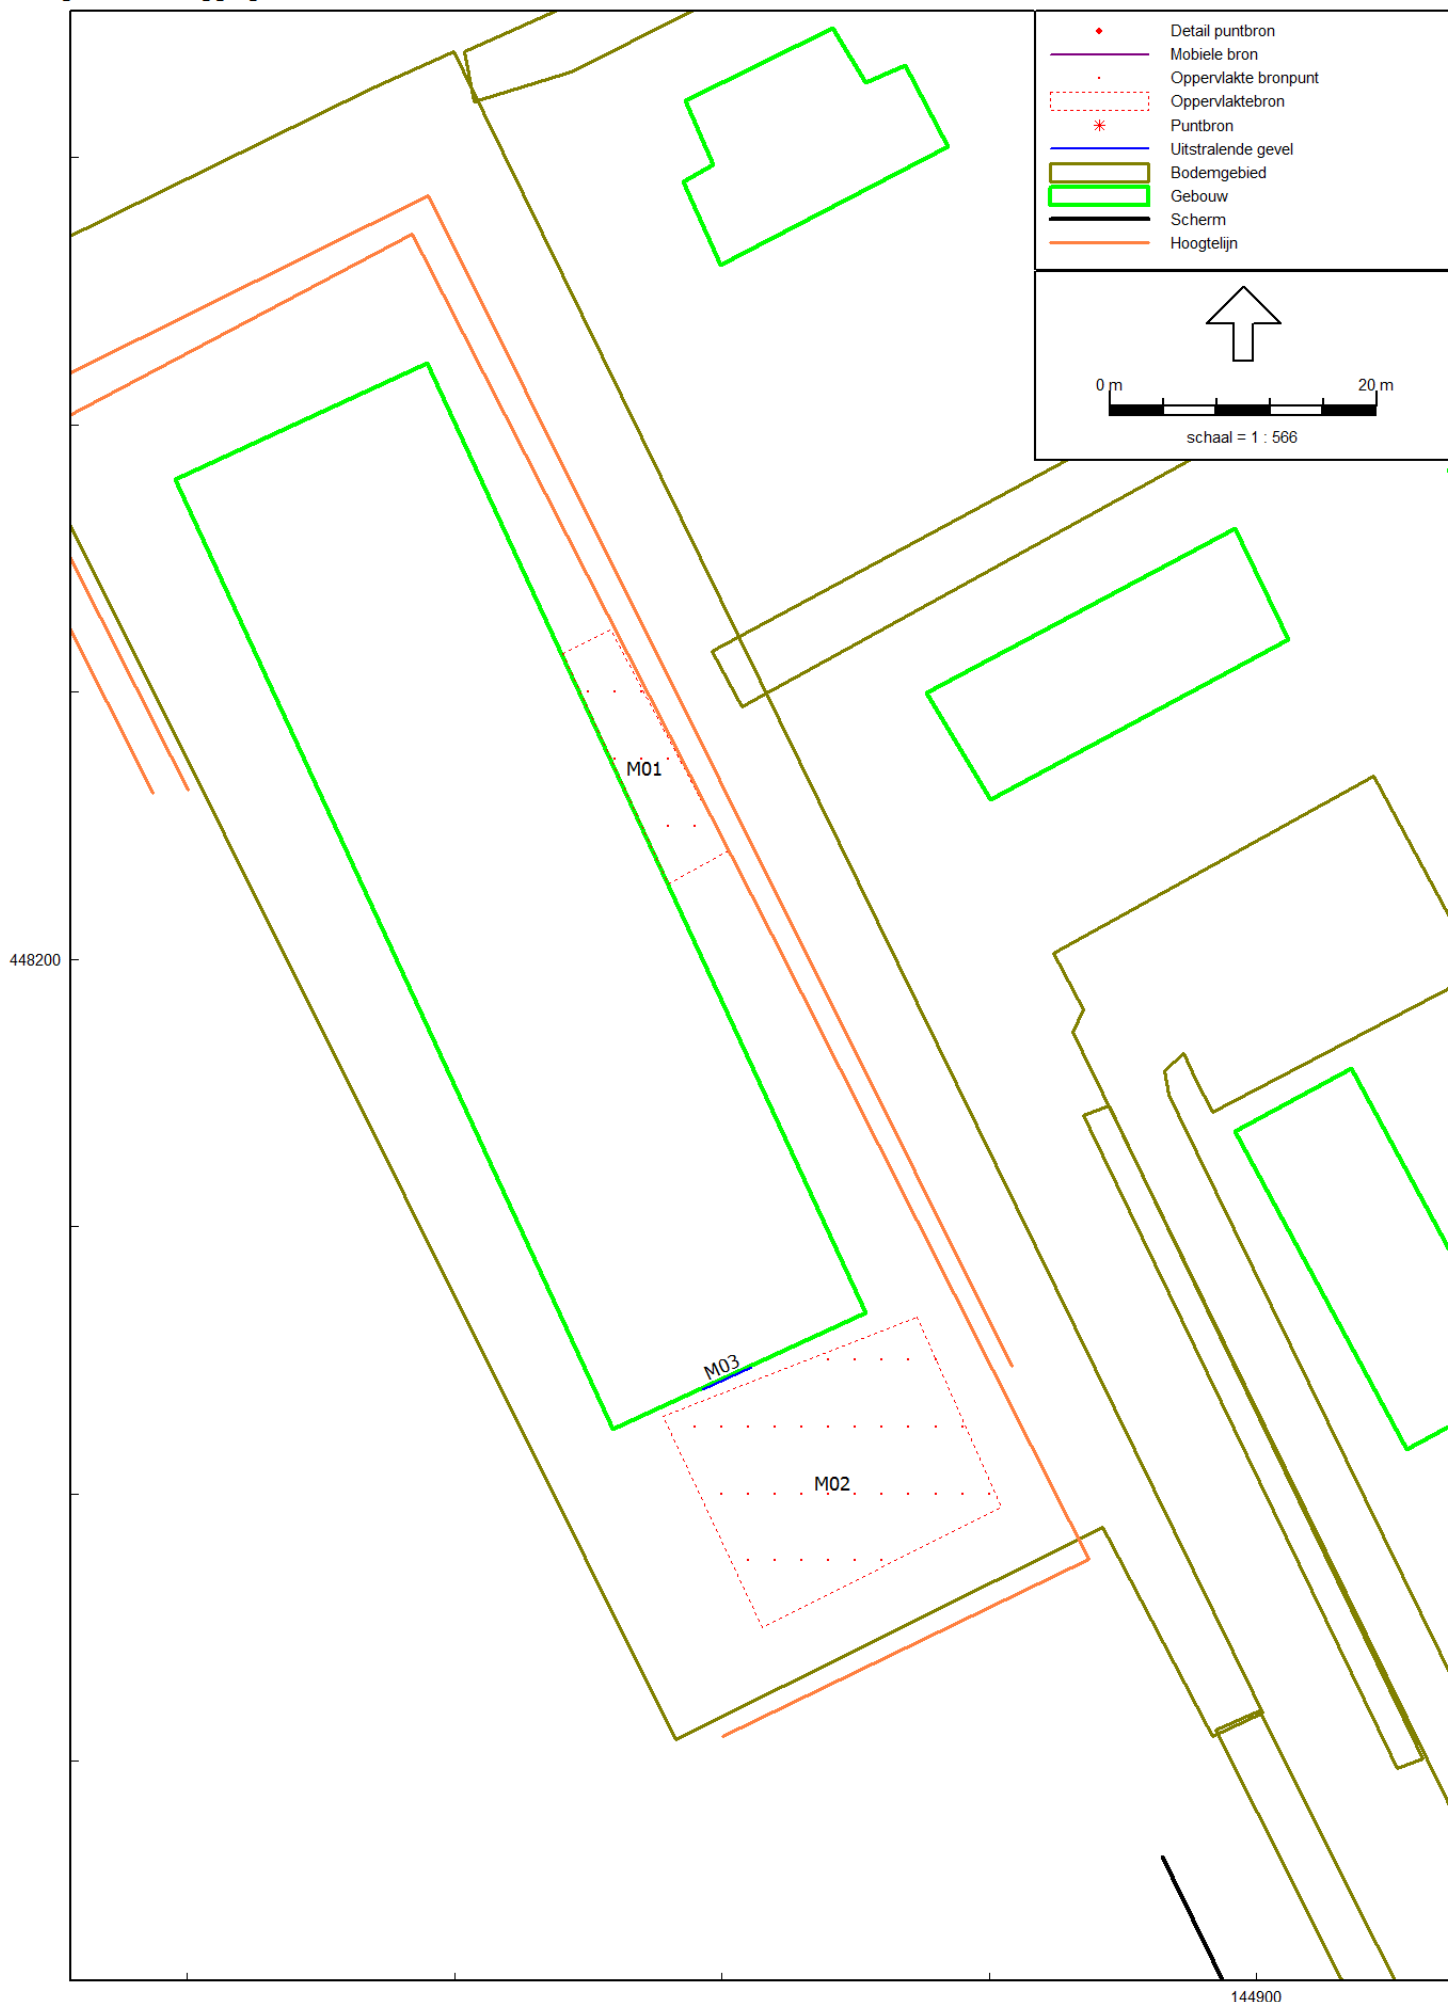 Detail puntbron
Mobiele bron
Oppervlakte bronpunt
Oppervlaktebron
Puntbron
Uitstralende gevel
Bodemgebied
Gebouw
Scherm
Hoogtelijn
0 m 20 m
schaal = 1 : 566
M01
448200
M03
M02
144900